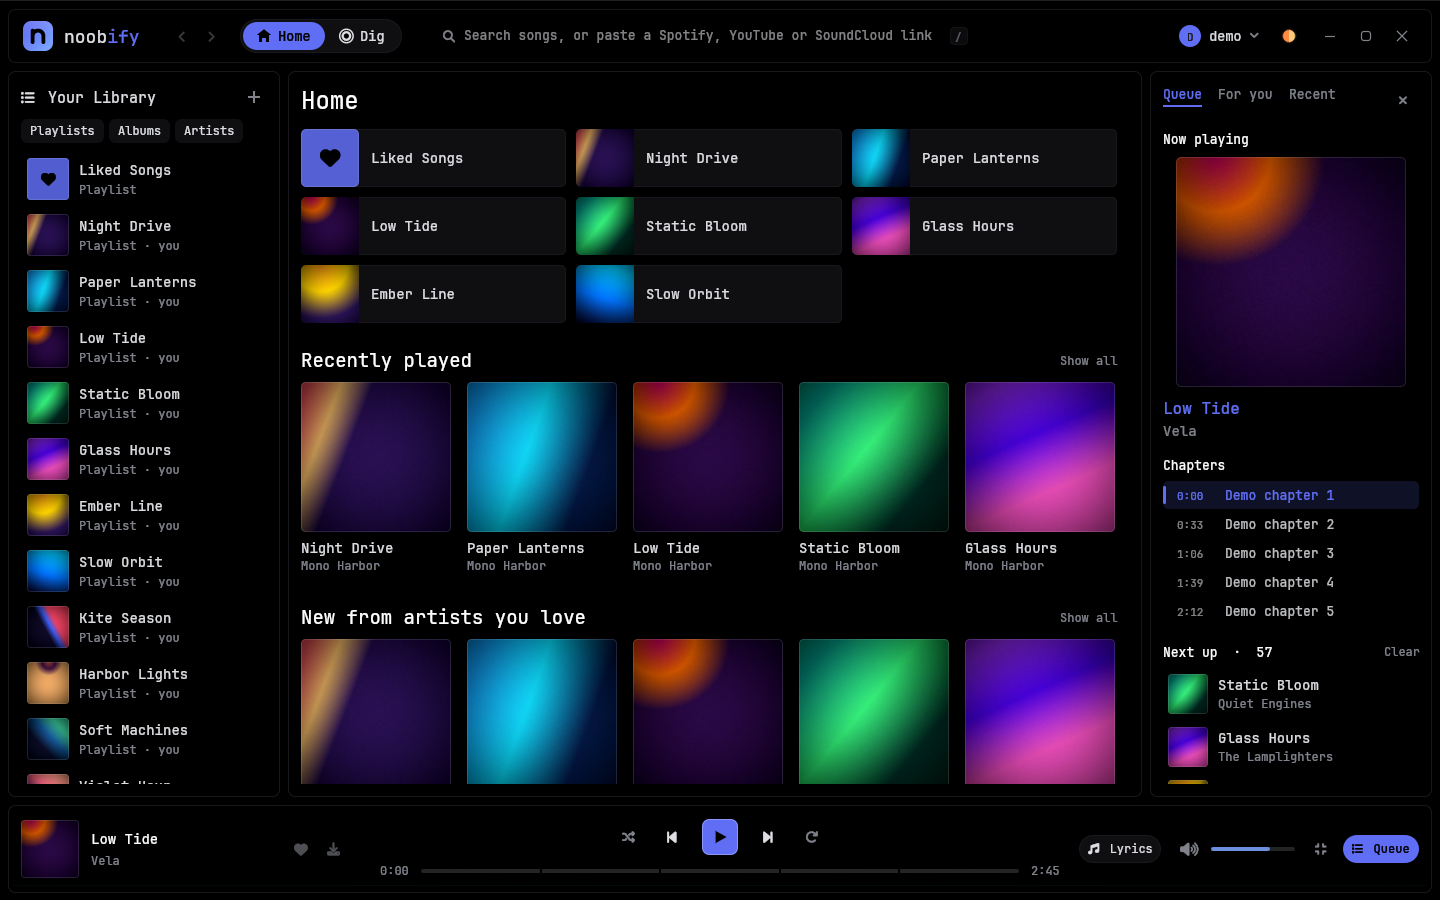 n noobify
Home
Dig
Search songs, or paste a Spotify, YouTube or SoundCloud link /
D demo
Your Library
Playlists Albums Artists
Liked Songs
Playlist
Night Drive
Playlist · you
Paper Lanterns
Playlist · you
Low Tide
Playlist · you
Static Bloom
Playlist · you
Glass Hours
Playlist · you
Ember Line
Playlist · you
Slow Orbit
Playlist · you
Kite Season
Playlist · you
Harbor Lights
Playlist · you
Soft Machines
Playlist · you
Home
Liked Songs
Night Drive
Paper Lanterns
Low Tide
Static Bloom
Glass Hours
Ember Line
Slow Orbit
Recently played
Show all
Night Drive
Mono Harbor
Paper Lanterns
Mono Harbor
Low Tide
Mono Harbor
Static Bloom
Mono Harbor
Glass Hours
Mono Harbor
New from artists you love
Show all
Queue For you Recent
Now playing
Low Tide
Vela
Chapters
0:00 Demo chapter 1
0:33 Demo chapter 2
1:06 Demo chapter 3
1:39 Demo chapter 4
2:12 Demo chapter 5
Next up · 57
Clear
Static Bloom
Quiet Engines
Glass Hours
The Lamplighters
Low Tide
Vela
0:00
2:45
Lyrics
Queue